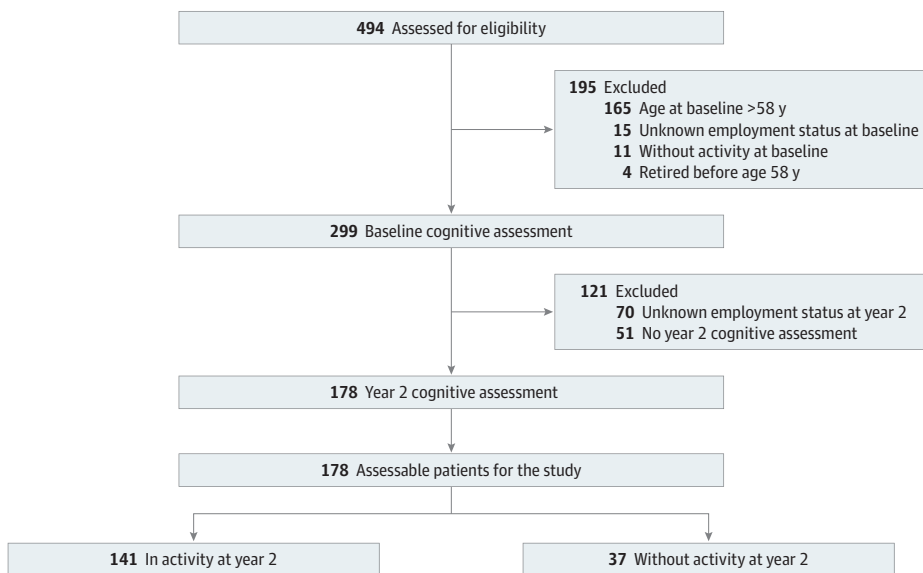 494 Assessed for eligibility
195 Excluded
165 Age at baseline >58 y
15 Unknown employment status at baseline
11 Without activity at baseline
4 Retired before age 58 y
299 Baseline cognitive assessment
121 Excluded
70 Unknown employment status at year 2
51 No year 2 cognitive assessment
178 Year 2 cognitive assessment
178 Assessable patients for the study
141 In activity at year 2
37 Without activity at year 2